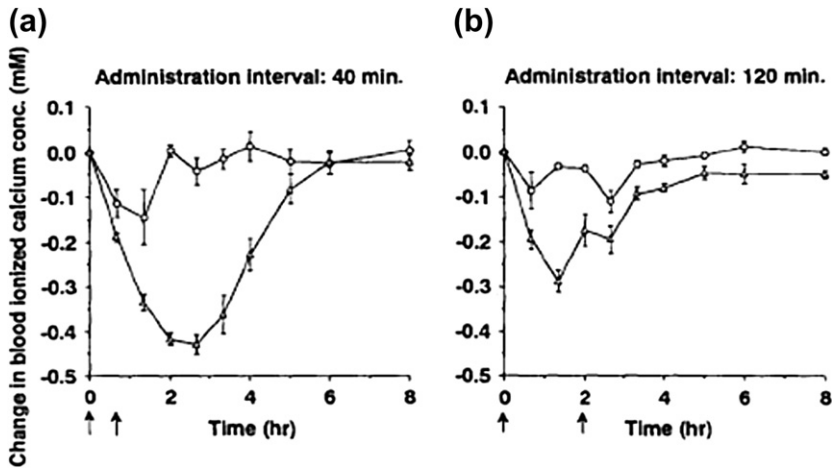 (a)
(b)
Change in blood ionized calcium conc. (mM)
Administration interval: 40 min.
0.1
0.0
-0.1
-0.2
-0.3
-0.4
-0.5
0 2 4 6 8
Time (hr)
Administration interval: 120 min.
0.1
0.0
-0.1
-0.2
-0.3
-0.4
-0.5
0 2 4 6 8
Time (hr)